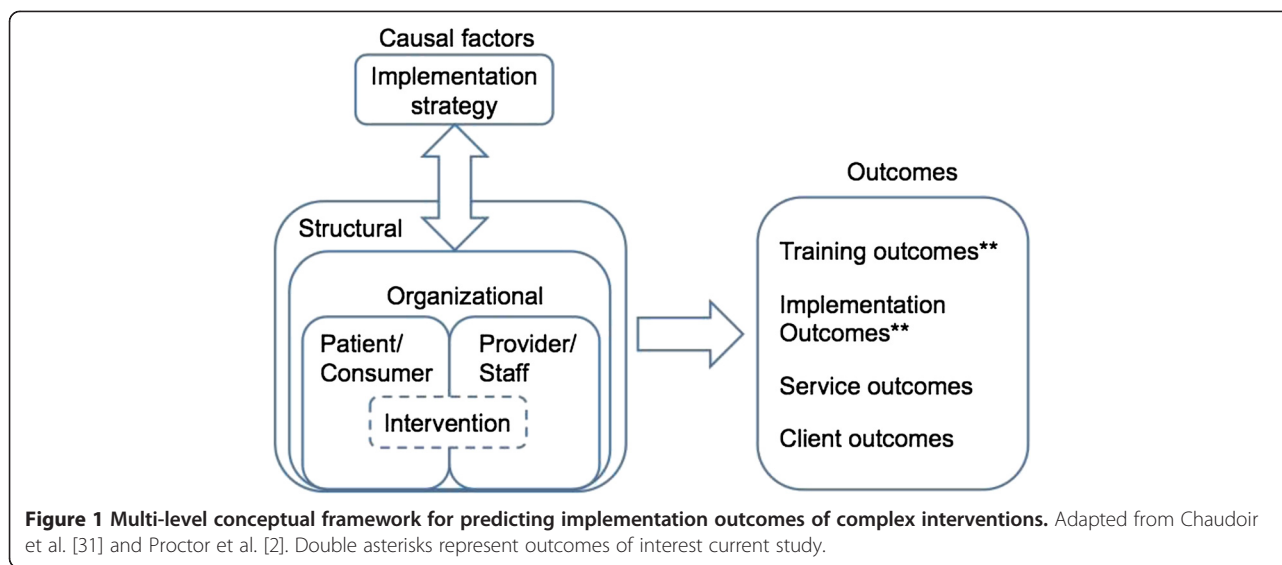 Causal factors
Implementation
strategy
Structural
Organizational
Patient/
Consumer
Provider/
Staff
Intervention
Outcomes
Training outcomes**
Implementation
Outcomes**
Service outcomes
Client outcomes
Figure 1 Multi-level conceptual framework for predicting implementation outcomes of complex interventions. Adapted from Chaudoir
et al. [31] and Proctor et al. [2]. Double asterisks represent outcomes of interest current study.